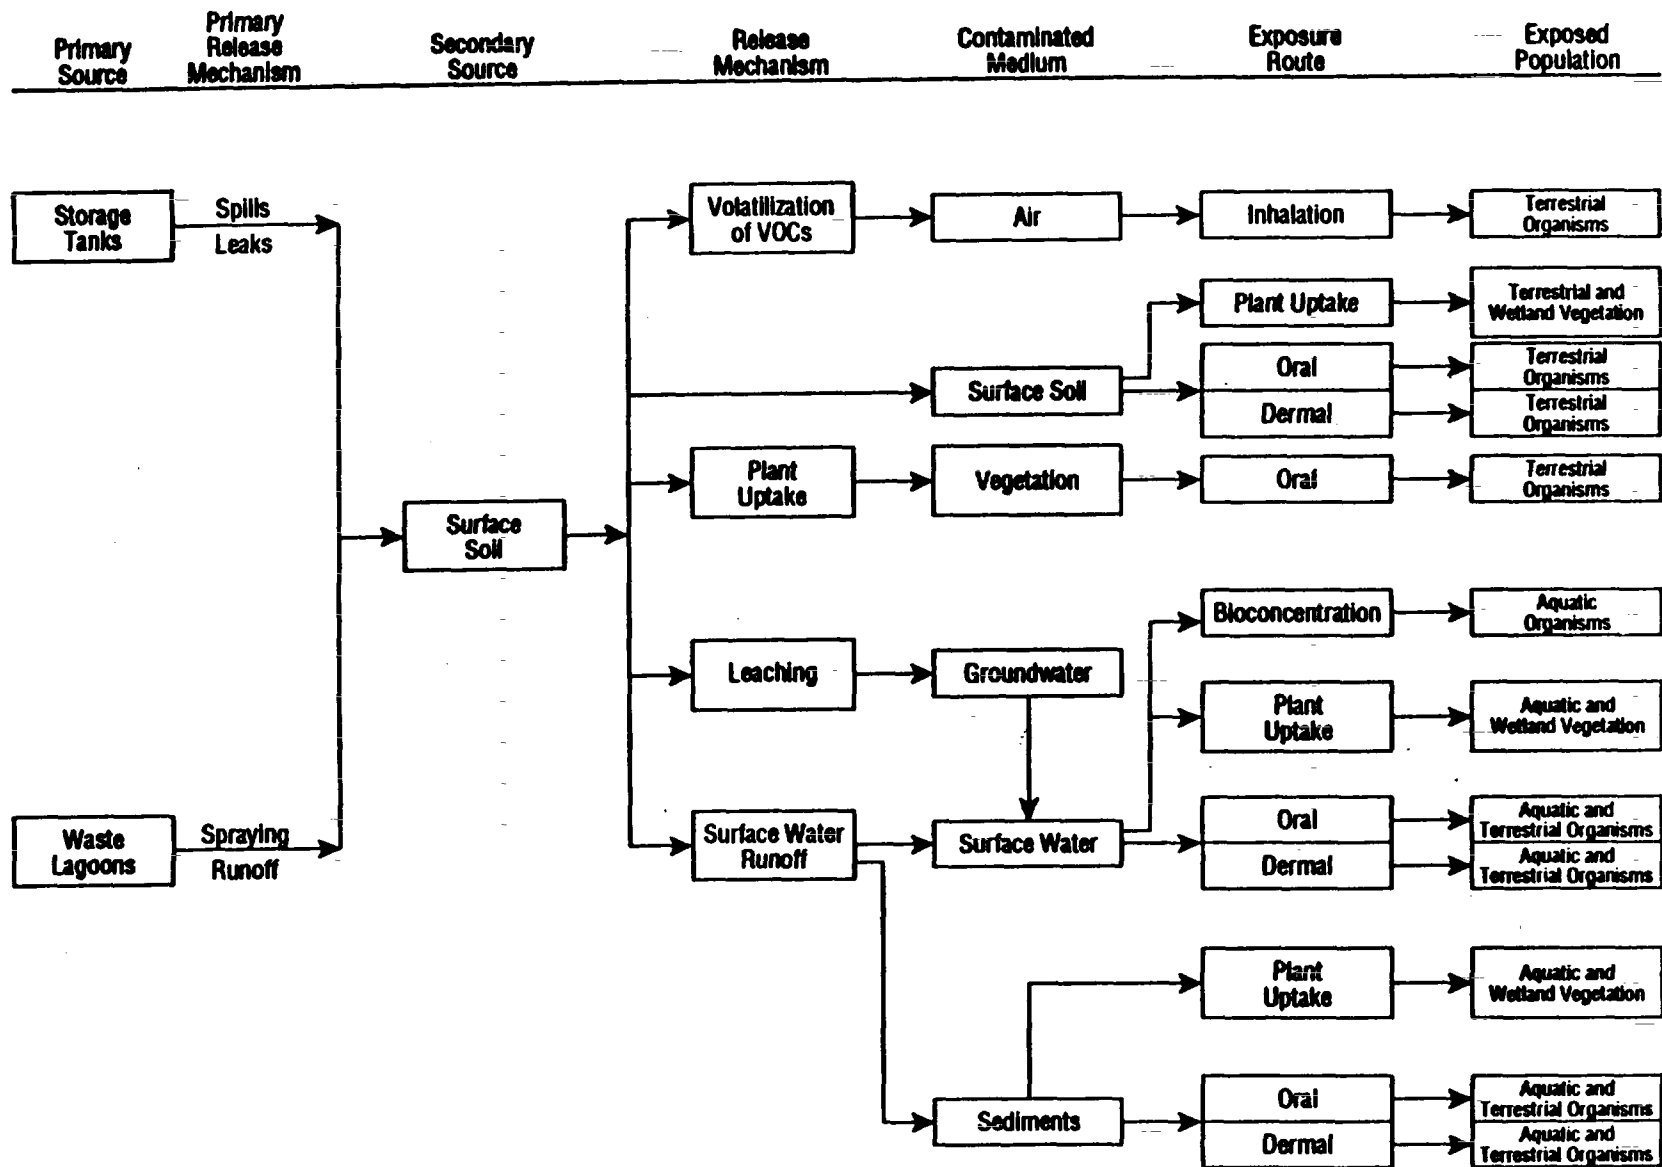 Primary
Source
Primary
Release
Mechanism
Secondary
Source
Release
Mechanism
Contaminated
Medium
Exposure
Route
Exposed
Population
Storage
Tanks
Spills
Leaks
Volatilization
of VOCs
Air
Inhalation
Terrestrial
Organisms
Plant Uptake
Terrestrial and
Wetland Vegetation
Surface Soil
Oral
Terrestrial
Organisms
Dermal
Terrestrial
Organisms
Plant
Uptake
Vegetation
Oral
Terrestrial
Organisms
Surface
Soil
Bioconcentration
Aquatic
Organisms
Leaching
Groundwater
Plant
Uptake
Aquatic and
Wetland Vegetation
Waste
Lagoons
Spraying
Runoff
Surface Water
Runoff
Surface Water
Oral
Aquatic and
Terrestrial Organisms
Dermal
Aquatic and
Terrestrial Organisms
Plant
Uptake
Aquatic and
Wetland Vegetation
Sediments
Oral
Aquatic and
Terrestrial Organisms
Dermal
Aquatic and
Terrestrial Organisms